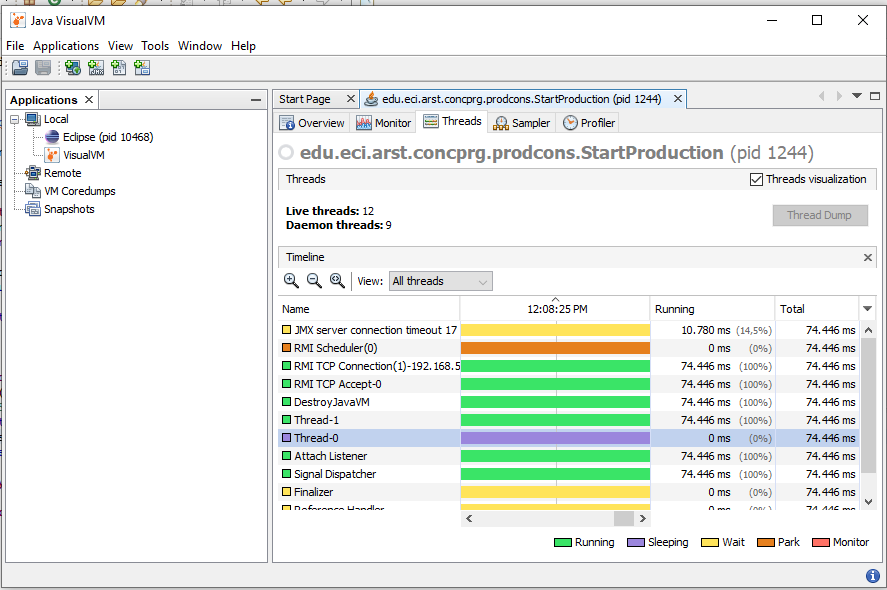 Java VisualVM
File Applications View Tools Window Help
Applications
Local
Eclipse (pid 10468)
VisualVM
Remote
VM Coredumps
Snapshots
Start Page edu.eci.arst.concprg.prodcons.StartProduction (pid 1244)
Overview Monitor Threads Sampler Profiler
edu.eci.arst.concprg.prodcons.StartProduction (pid 1244)
Threads Threads visualization
Live threads: 12
Daemon threads: 9
Thread Dump
Timeline
View: All threads
Name 12:08:25 PM Running Total
JMX server connection timeout 17 10.780 ms (14,5%) 74.446 ms
RMI Scheduler(0) 0 ms (0%) 74.446 ms
RMI TCP Connection(1)-192.168.5 74.446 ms (100%) 74.446 ms
RMI TCP Accept-0 74.446 ms (100%) 74.446 ms
DestroyJavaVM 74.446 ms (100%) 74.446 ms
Thread-1 74.446 ms (100%) 74.446 ms
Thread-0 0 ms (0%) 74.446 ms
Attach Listener 74.446 ms (100%) 74.446 ms
Signal Dispatcher 74.446 ms (100%) 74.446 ms
Finalizer 0 ms (0%) 74.446 ms
Reference Handler 0 ms (0%) 74.446 ms
Running Sleeping Wait Park Monitor